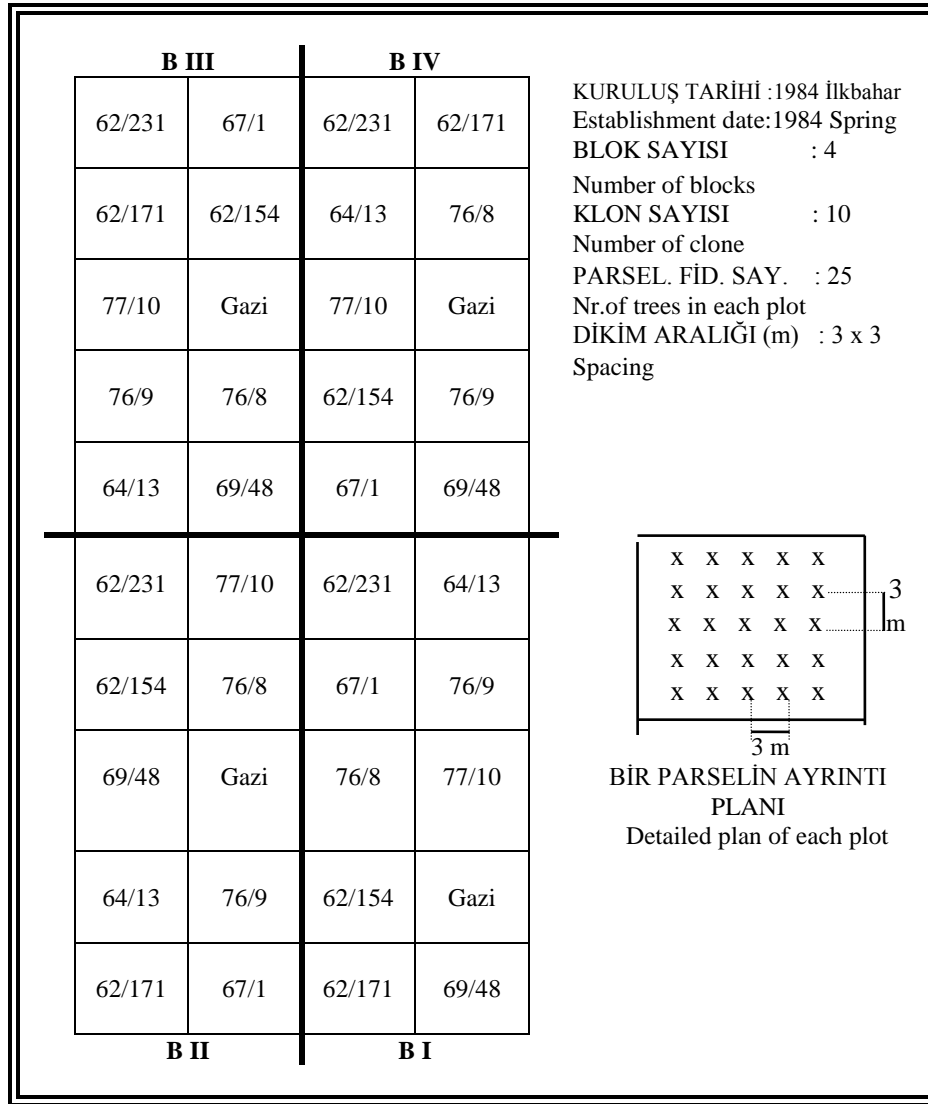 B III B IV
62/231 67/1 62/231 62/171
62/171 62/154 64/13 76/8
77/10 Gazi 77/10 Gazi
76/9 76/8 62/154 76/9
64/13 69/48 67/1 69/48
62/231 77/10 62/231 64/13
62/154 76/8 67/1 76/9
69/48 Gazi 76/8 77/10
64/13 76/9 62/154 Gazi
62/171 67/1 62/171 69/48
B II B I
KURULUŞ TARİHİ :1984 İlkbahar
Establishment date:1984 Spring
BLOK SAYISI : 4
Number of blocks
KLON SAYISI : 10
Number of clone
PARSEL. FİD. SAY. : 25
Nr.of trees in each plot
DİKİM ARALIĞI (m) : 3 x 3
Spacing
x x x x x
x x x x x 3
x x x x x m
x x x x x
x x x x x
3 m
BİR PARSELİN AYRINTI
PLANI
Detailed plan of each plot